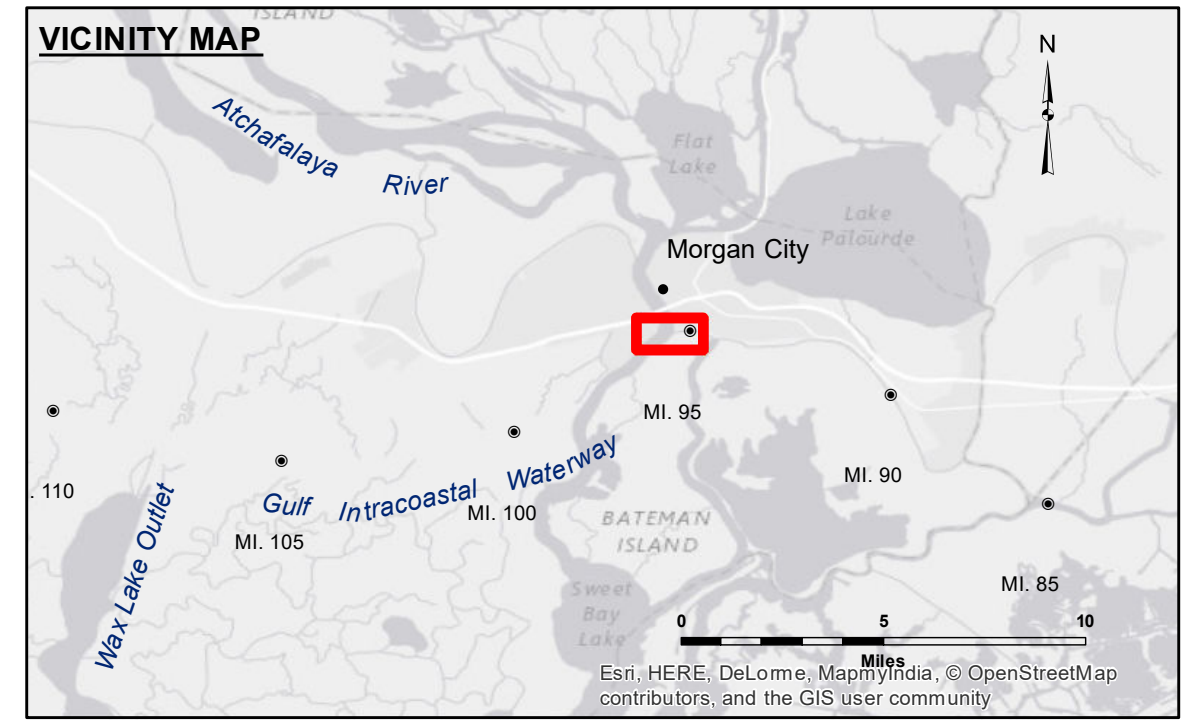 ISLAND
VICINITY MAP
N
Atchafalaya
River
Flat
Lake
Lake
Palourde
Morgan City
MI. 95
MI. 90
Gulf Intracoastal Waterway
. 110
MI. 100
MI. 105
BATEMAN
ISLAND
Wax Lake Outlet
MI. 85
Sweet
Bay
Lake
0 5 10
Miles
Esri, HERE, DeLorme, MapmyIndia, © OpenStreetMap
contributors, and the GIS user community